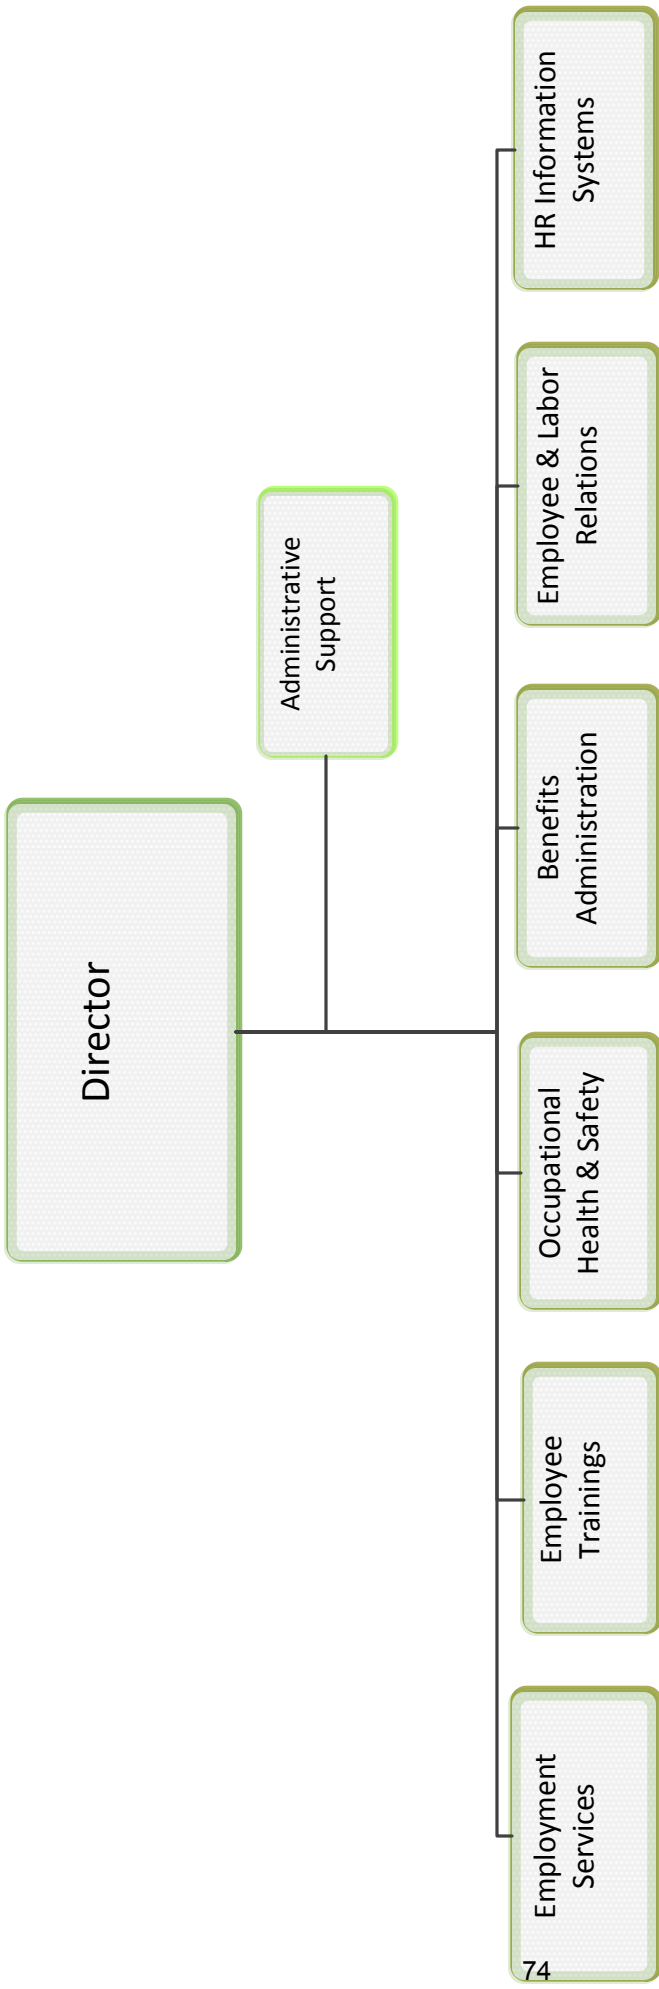 Director
Administrative
Support
Employment
Services
Employee
Trainings
Occupational
Health & Safety
Benefits
Administration
Employee & Labor
Relations
HR Information
Systems
74